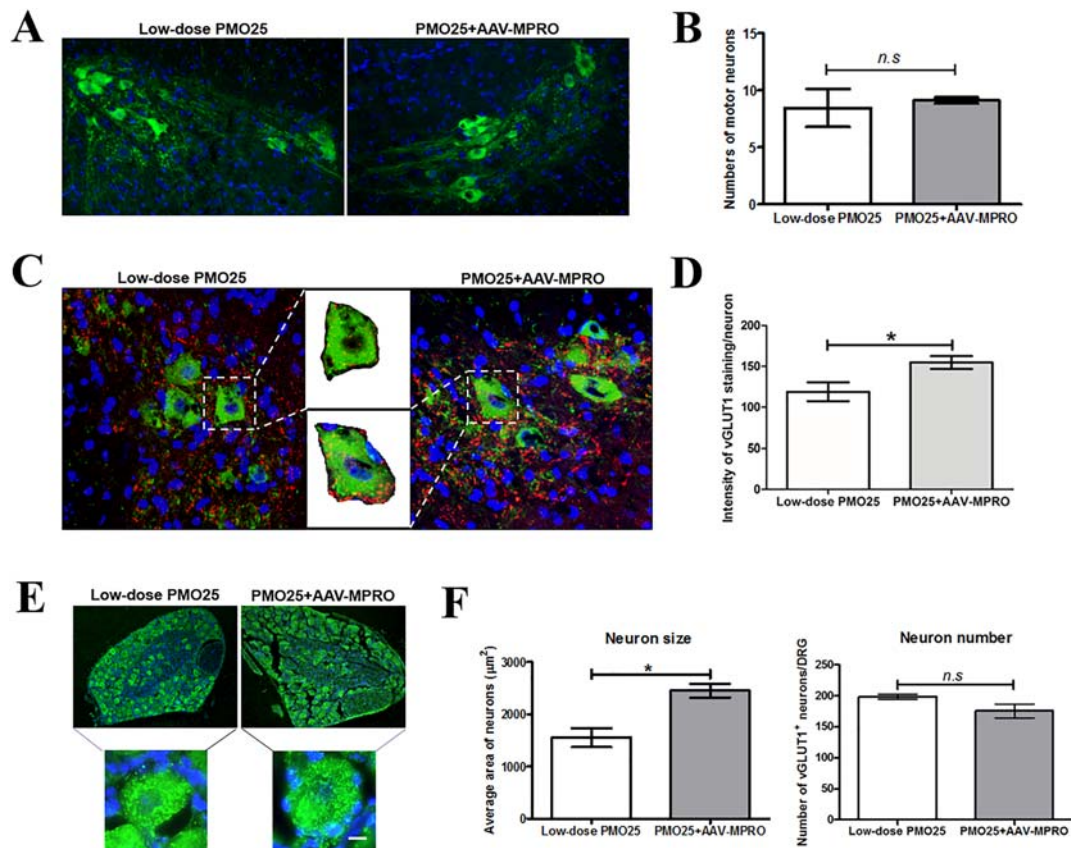 A
Low-dose PMO25
PMO25+AAV-MPRO
B
Numbers of motor neurons
15
10
5
0
n.s
Low-dose PMO25
PMO25+AAV-MPRO
C
Low-dose PMO25
PMO25+AAV-MPRO
D
Intensity of vGLUT1 staining/neuron
200
150
100
50
0
*
Low-dose PMO25
PMO25+AAV-MPRO
E
Low-dose PMO25
PMO25+AAV-MPRO
F
Neuron size
Average area of neurons (μm²)
3000
2000
1000
0
*
Low-dose PMO25
PMO25+AAV-MPRO
Neuron number
Number of vGLUT1⁺ neurons/DRG
250
200
150
100
50
0
n.s
Low-dose PMO25
PMO25+AAV-MPRO